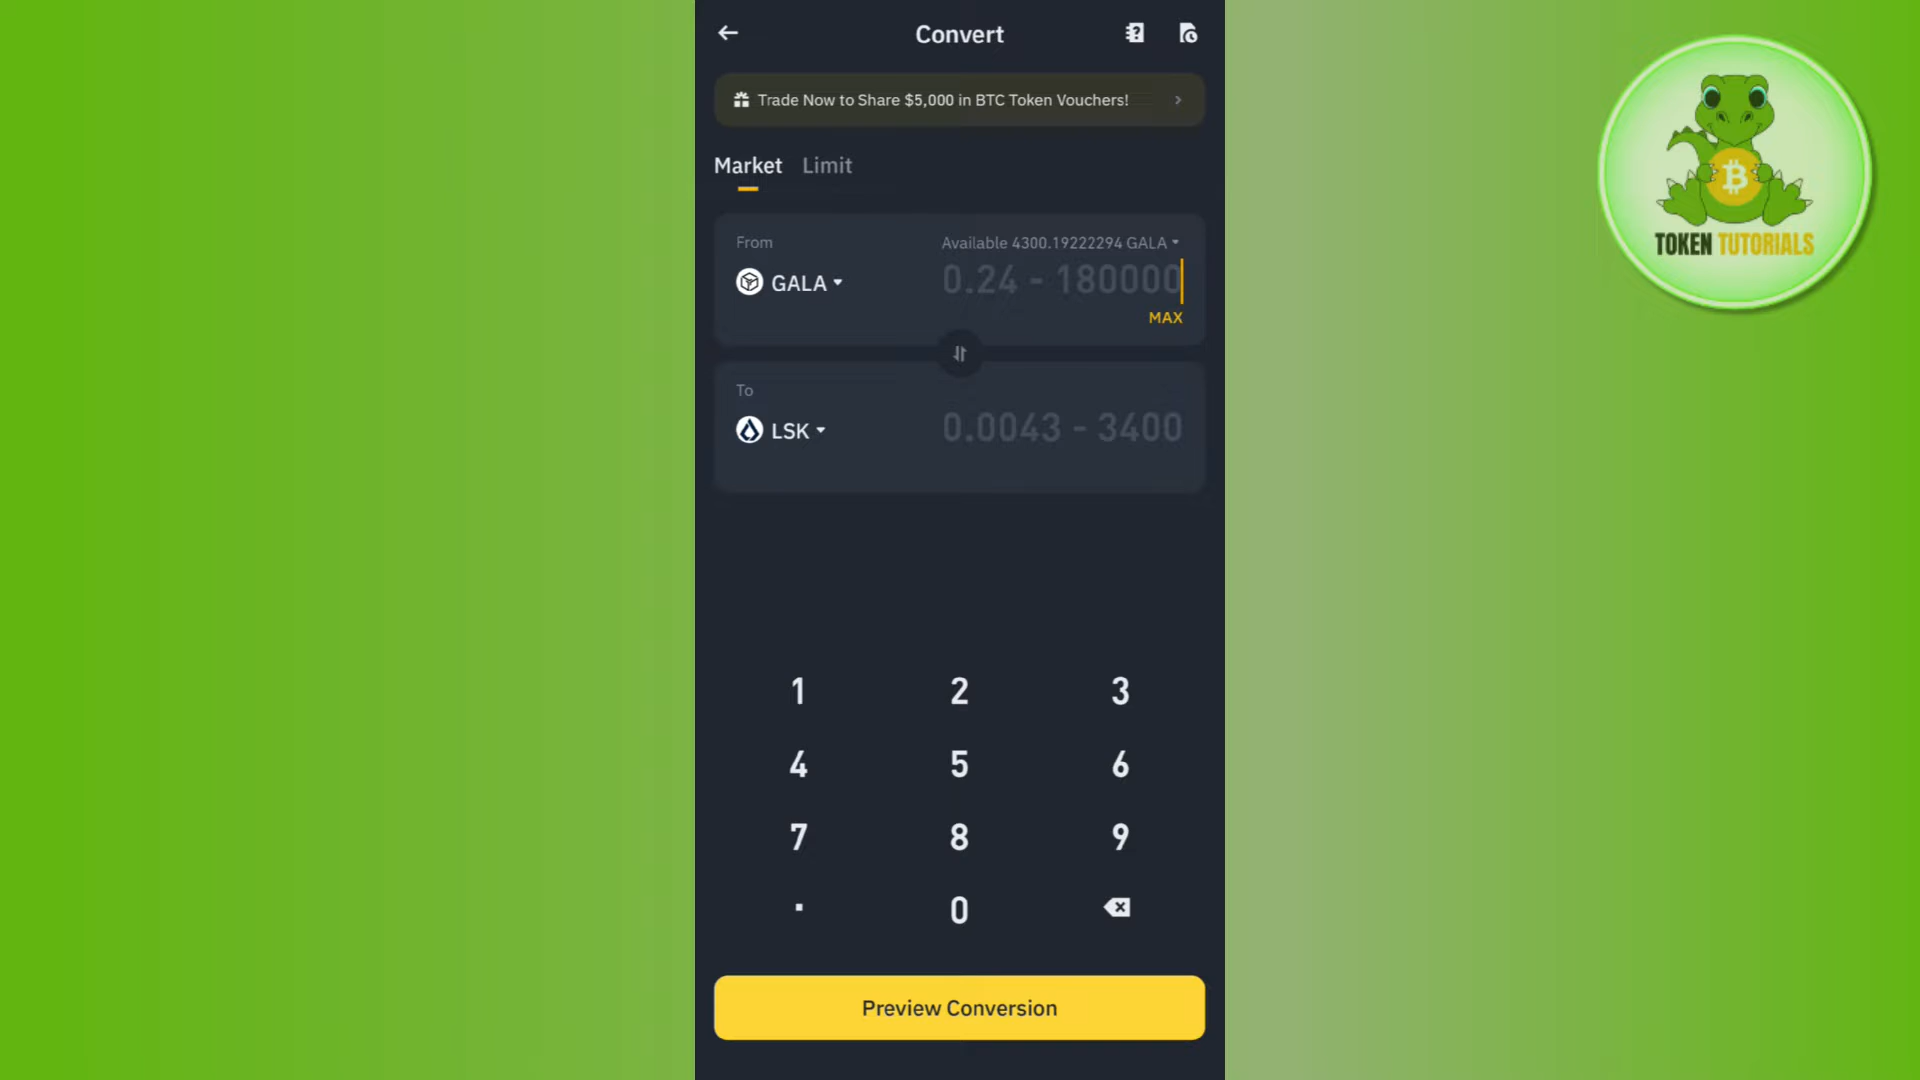 Convert
Trade Now to Share $5,000 in BTC Token Vouchers!
Market Limit
From
Available 4300.19222294 GALA
GALA
0.24 - 180000
MAX
To
LSK
0.0043 - 3400
1 2 3
4 5 6
7 8 9
. 0
Preview Conversion
TOKEN TUTORIALS